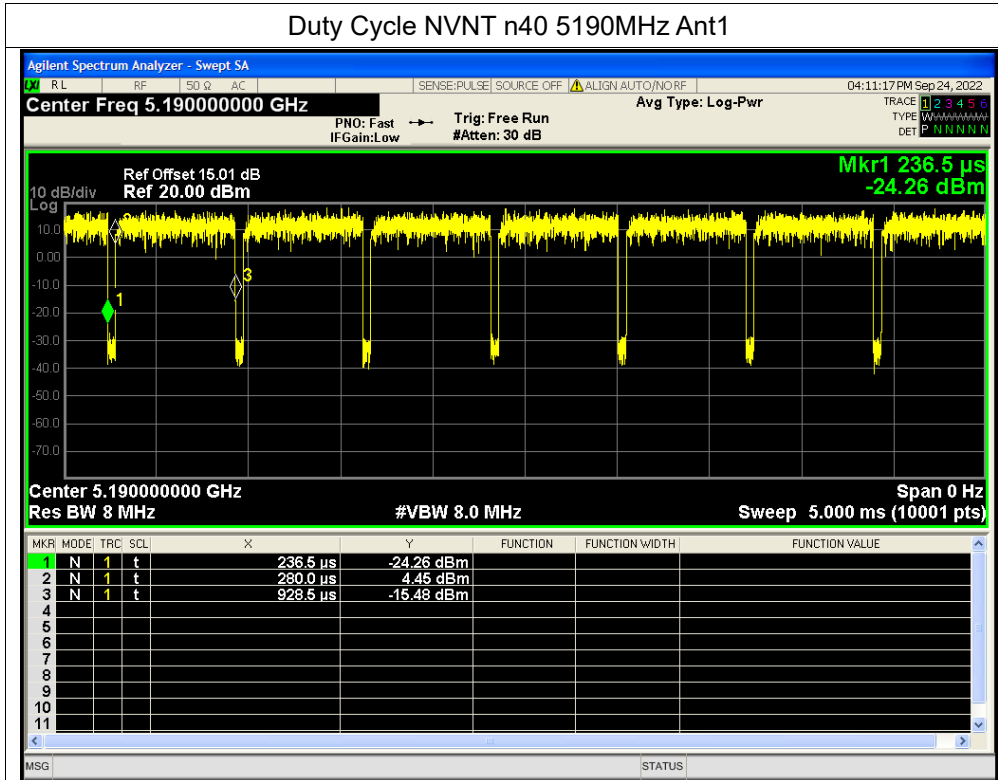 Duty Cycle NVNT n40 5190MHz Ant1
Agilent Spectrum Analyzer - Swept SA
LXI RL RF 50 Ω AC SENSE:PULSE SOURCE OFF ALIGN AUTO/NO RF 04:11:17 PM Sep 24, 2022
Center Freq 5.190000000 GHz Avg Type: Log-Pwr TRACE 1 2 3 4 5 6
PNO: Fast Trig: Free Run TYPE W
IFGain:Low #Atten: 30 dB DET P N N N N N
Mkr1 236.5 µs
-24.26 dBm
Ref Offset 15.01 dB
10 dB/div Ref 20.00 dBm
Log
10.0
0.00
-10.0
-20.0
-30.0
-40.0
-50.0
-60.0
-70.0
1
3
Center 5.190000000 GHz Span 0 Hz
Res BW 8 MHz #VBW 8.0 MHz Sweep 5.000 ms (10001 pts)
MKR MODE TRC SCL X Y FUNCTION FUNCTION WIDTH FUNCTION VALUE
1 N 1 t 236.5 µs -24.26 dBm
2 N 1 t 280.0 µs 4.45 dBm
3 N 1 t 928.5 µs -15.48 dBm
4
5
6
7
8
9
10
11
MSG STATUS